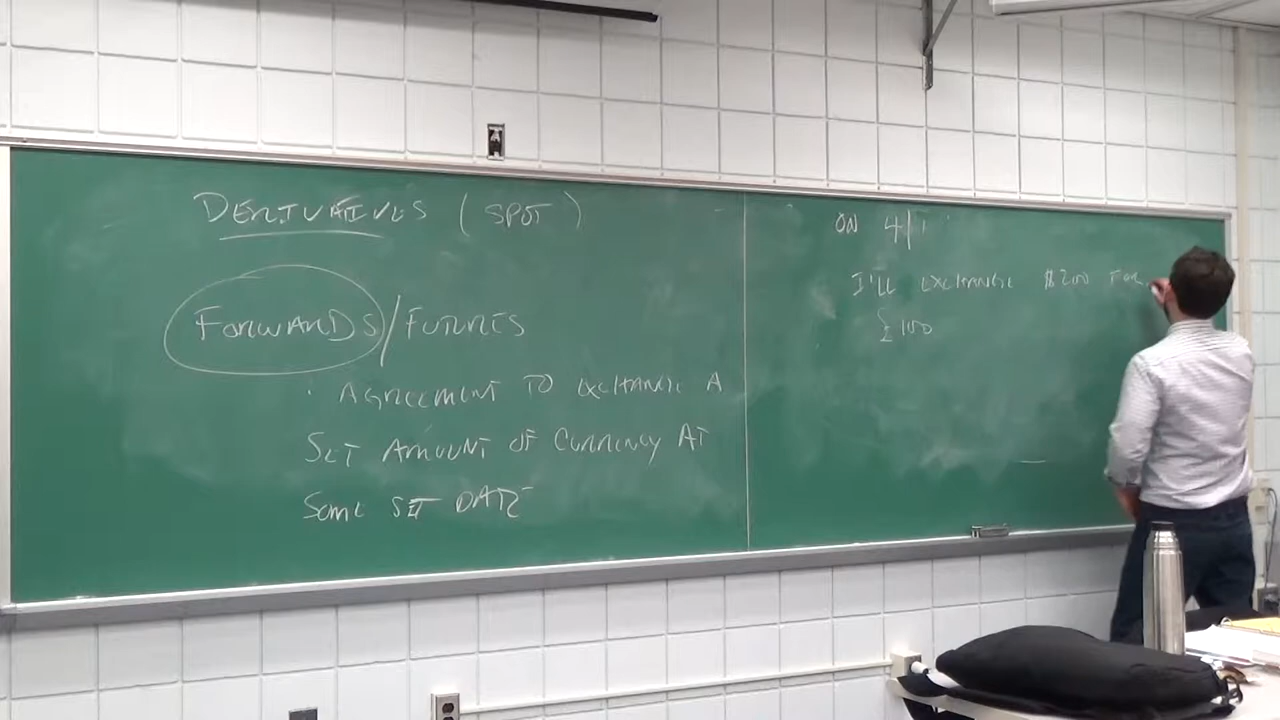 DERIVATIVES (SPOT)
FORWARDS/FUTURES
· AGREEMENT TO EXCHANGE A
SET AMOUNT OF CURRENCY AT
SOME SET DATE
ON 4/1
I'LL EXCHANGE $200 FOR
£100